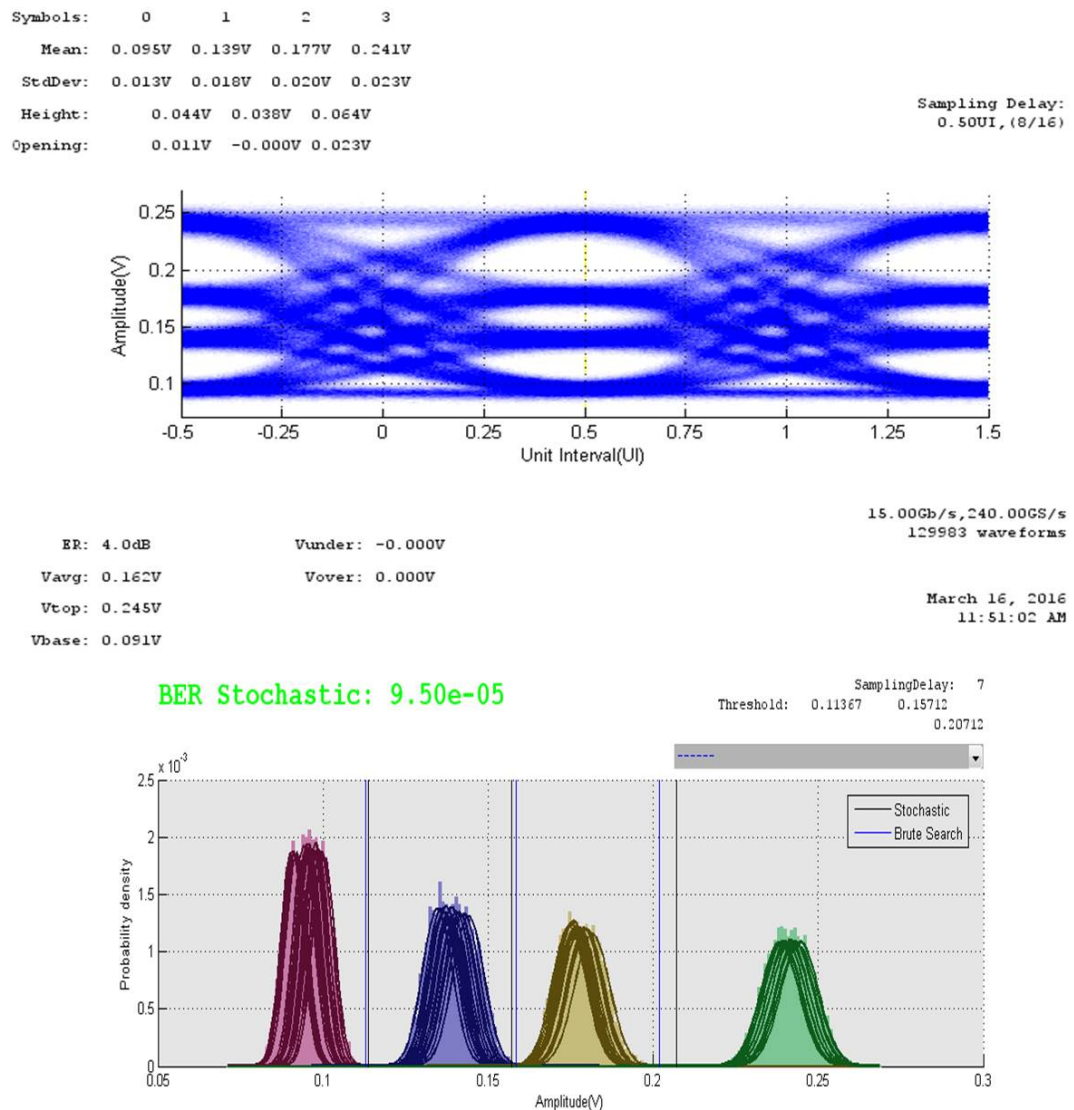 Symbols: 0 1 2 3
Mean: 0.095V 0.139V 0.177V 0.241V
StdDev: 0.013V 0.018V 0.020V 0.023V
Height: 0.044V 0.038V 0.064V
Opening: 0.011V -0.000V 0.023V
Sampling Delay:
0.50UI,(8/16)
Amplitude(V)
0.25
0.2
0.15
0.1
-0.5 -0.25 0 0.25 0.5 0.75 1 1.25 1.5
Unit Interval(UI)
15.00Gb/s,240.00GS/s
129983 waveforms
ER: 4.0dB Vunder: -0.000V
Vavg: 0.162V Vover: 0.000V
Vtop: 0.245V
Vbase: 0.091V
March 16, 2016
11:51:02 AM
BER Stochastic: 9.50e-05
SamplingDelay: 7
Threshold: 0.11367 0.15712
0.20712
x 10-3
Probability density
2.5
2
1.5
1
0.5
0
Stochastic
Brute Search
0.05 0.1 0.15 0.2 0.25 0.3
Amplitude(V)